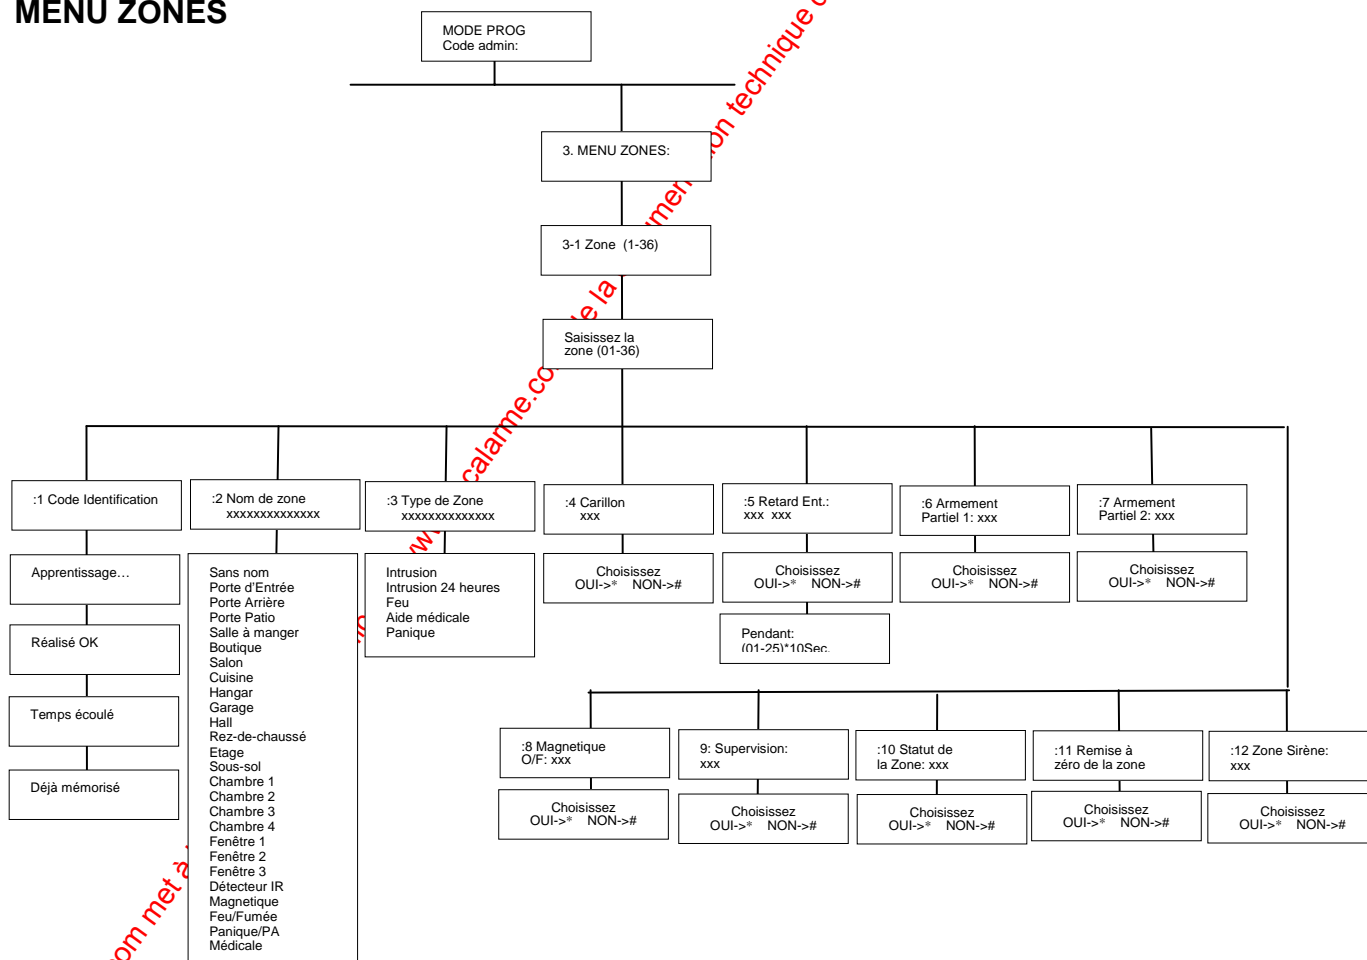 MENU ZONES
MODE PROG
Code admin:
3. MENU ZONES:
3-1 Zone (1-36)
Saisissez la
zone (01-36)
:1 Code Identification
Apprentissage…
Réalisé OK
Temps écoulé
Déjà mémorisé
:2 Nom de zone
xxxxxxxxxxxxxx
Sans nom
Porte d'Entrée
Porte Arrière
Porte Patio
Salle à manger
Boutique
Salon
Cuisine
Hangar
Garage
Hall
Rez-de-chaussé
Etage
Sous-sol
Chambre 1
Chambre 2
Chambre 3
Chambre 4
Fenêtre 1
Fenêtre 2
Fenêtre 3
Détecteur IR
Magnetique
Feu/Fumée
Panique/PA
Médicale
:3 Type de Zone
xxxxxxxxxxxxxx
Intrusion
Intrusion 24 heures
Feu
Aide médicale
Panique
:4 Carillon
xxx
Choisissez
OUI->* NON->#
:5 Retard Ent.:
xxx xxx
Choisissez
OUI->* NON->#
Pendant:
(01-25)*10Sec.
:6 Armement
Partiel 1: xxx
Choisissez
OUI->* NON->#
:7 Armement
Partiel 2: xxx
Choisissez
OUI->* NON->#
:8 Magnetique
O/F: xxx
Choisissez
OUI->* NON->#
9: Supervision:
xxx
Choisissez
OUI->* NON->#
:10 Statut de
la Zone: xxx
Choisissez
OUI->* NON->#
:11 Remise à
zéro de la zone
Choisissez
OUI->* NON->#
:12 Zone Sirène:
xxx
Choisissez
OUI->* NON->#
om met à
calarme.co
la
umen
on technique